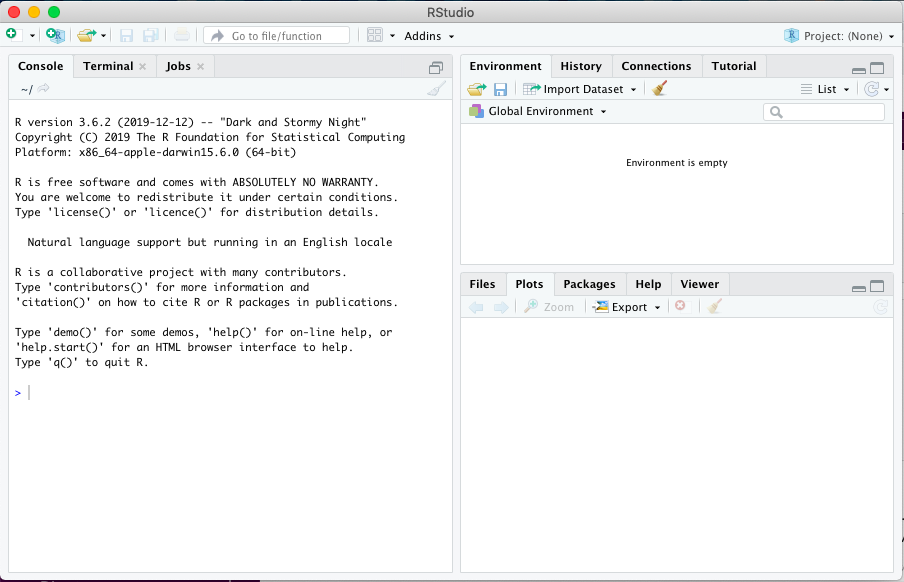 RStudio
Go to file/function
Addins
Project: (None)
Console Terminal Jobs
~/
R version 3.6.2 (2019-12-12) -- "Dark and Stormy Night"
Copyright (C) 2019 The R Foundation for Statistical Computing
Platform: x86_64-apple-darwin15.6.0 (64-bit)
R is free software and comes with ABSOLUTELY NO WARRANTY.
You are welcome to redistribute it under certain conditions.
Type 'license()' or 'licence()' for distribution details.
Natural language support but running in an English locale
R is a collaborative project with many contributors.
Type 'contributors()' for more information and
'citation()' on how to cite R or R packages in publications.
Type 'demo()' for some demos, 'help()' for on-line help, or
'help.start()' for an HTML browser interface to help.
Type 'q()' to quit R.
>
Environment History Connections Tutorial
Import Dataset List
Global Environment
Environment is empty
Files Plots Packages Help Viewer
Zoom Export